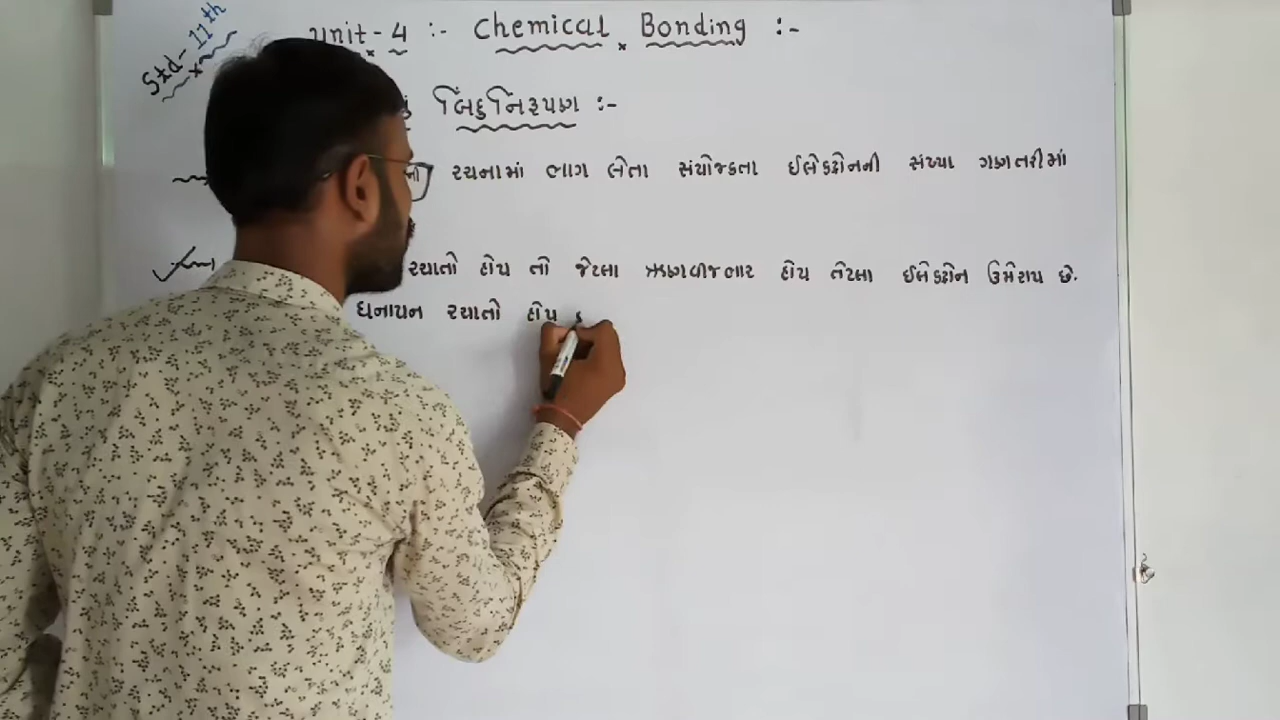 Std-11th
Unit-4 :- Chemical Bonding :-
બિંદુનિરૂપણ :-
રચનામાં ભાગ લેતા સંયોજકતા ઈલેક્ટ્રોનની સંખ્યા ગણતરીમાં
રચાતો હોય તો જેટલા ઋણવીજભાર હોય તેટલા ઈલેક્ટ્રોન ઉમેરાય છે.
ધનાયન રચાતો હોય